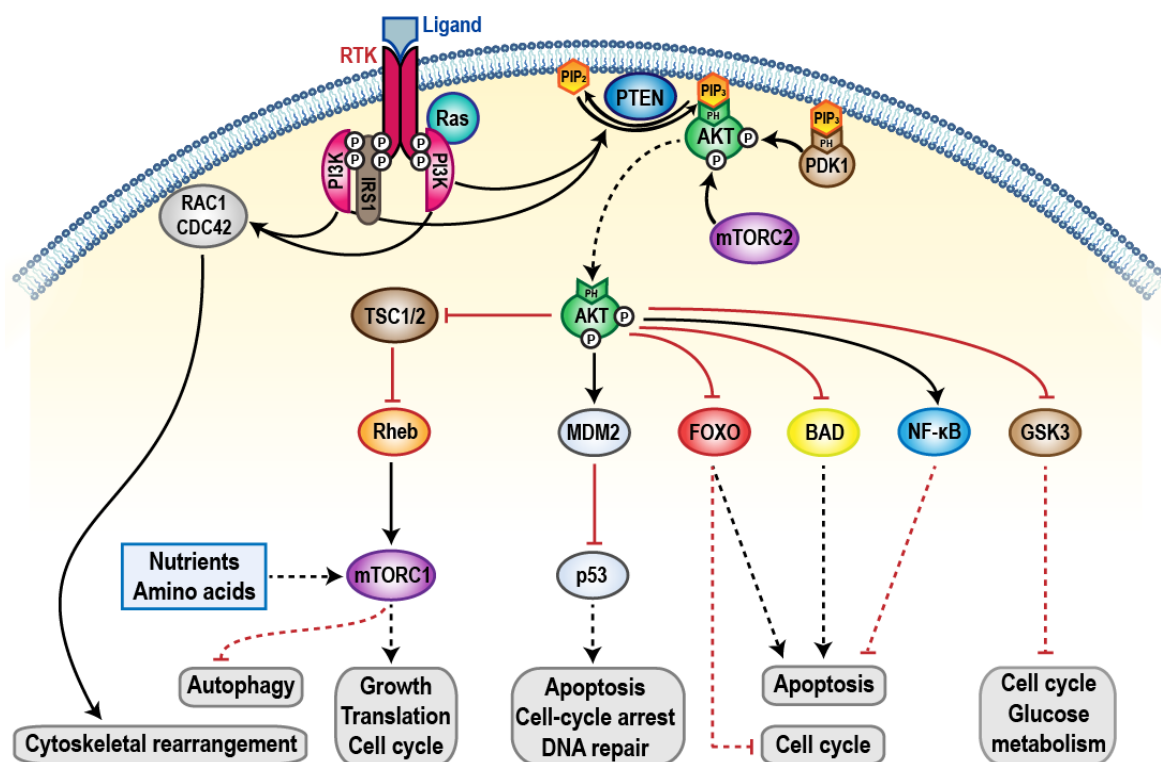 Ligand
RTK
PIP₂
PTEN
PIP₃
PH
AKT
P
P
PIP₃
PH
PDK1
Ras
P
P
P
P
P
P
PI3K
IRS1
PI3K
RAC1
CDC42
mTORC2
TSC1/2
PH
AKT
P
P
Rheb
MDM2
FOXO
BAD
NF-κB
GSK3
Nutrients
Amino acids
mTORC1
p53
Autophagy
Growth
Translation
Cell cycle
Apoptosis
Cell-cycle arrest
DNA repair
Apoptosis
Cell cycle
Cell cycle
Glucose
metabolism
Cytoskeletal rearrangement